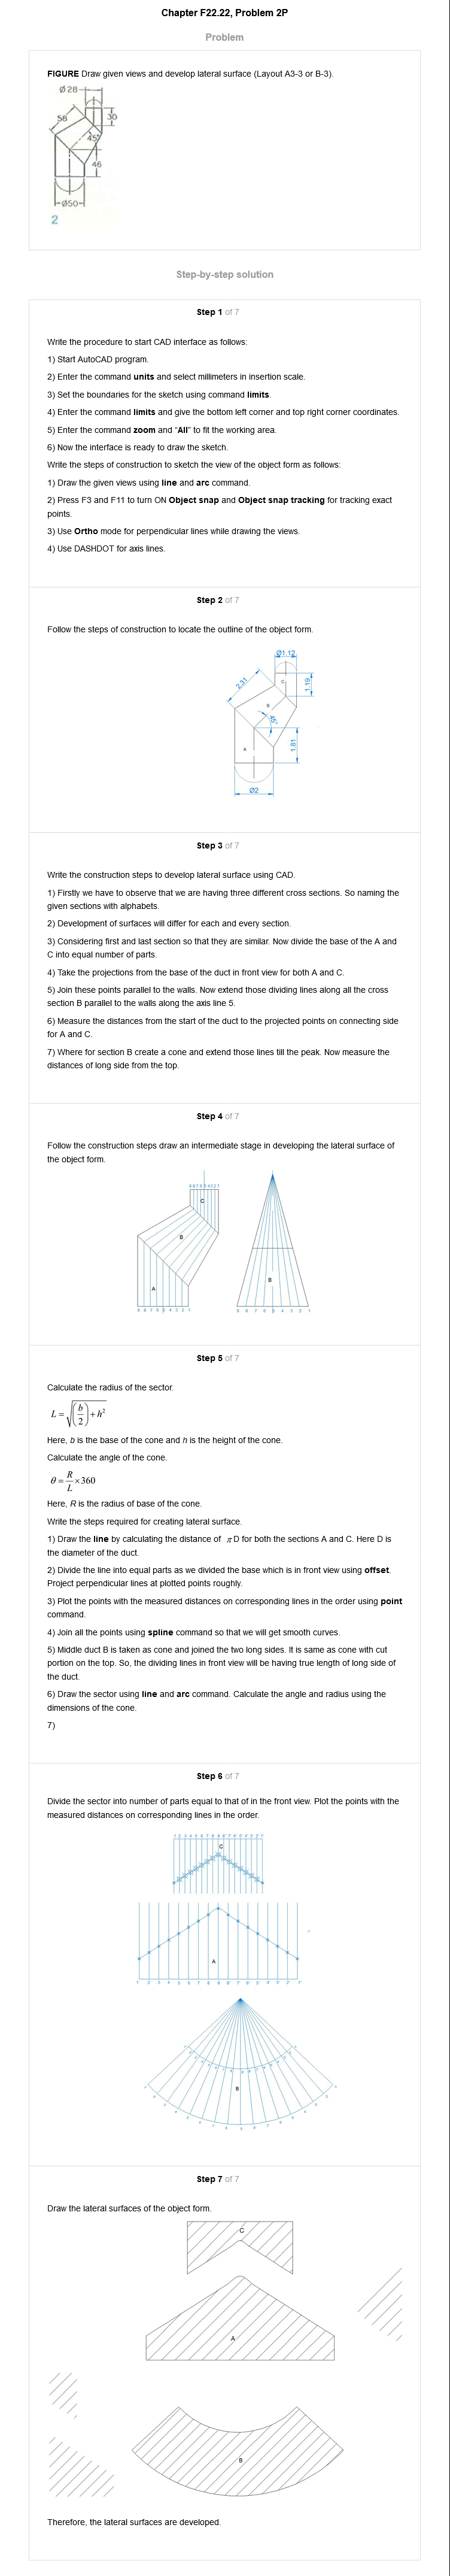 Chapter F22.22, Problem 2P
Problem
FIGURE Draw given views and develop lateral surface (Layout A3-3 or B-3).
Ø28
58
30
45°
46
Ø50
2
Step-by-step solution
Step 1 of 7
Write the procedure to start CAD interface as follows:
1) Start AutoCAD program.
2) Enter the command units and select millimeters in insertion scale.
3) Set the boundaries for the sketch using command limits.
4) Enter the command limits and give the bottom left corner and top right corner coordinates.
5) Enter the command zoom and “All” to fit the working area.
6) Now the interface is ready to draw the sketch.
Write the steps of construction to sketch the view of the object form as follows:
1) Draw the given views using line and arc command.
2) Press F3 and F11 to turn ON Object snap and Object snap tracking for tracking exact
points.
3) Use Ortho mode for perpendicular lines while drawing the views.
4) Use DASHDOT for axis lines.
Step 2 of 7
Follow the steps of construction to locate the outline of the object form.
Ø1.12
2.31
C
1.19
B
45°
A
1.81
Ø2
Step 3 of 7
Write the construction steps to develop lateral surface using CAD.
1) Firstly we have to observe that we are having three different cross sections. So naming the
given sections with alphabets.
2) Development of surfaces will differ for each and every section.
3) Considering first and last section so that they are similar. Now divide the base of the A and
C into equal number of parts.
4) Take the projections from the base of the duct in front view for both A and C.
5) Join these points parallel to the walls. Now extend those dividing lines along all the cross
section B parallel to the walls along the axis line 5.
6) Measure the distances from the start of the duct to the projected points on connecting side
for A and C.
7) Where for section B create a cone and extend those lines till the peak. Now measure the
distances of long side from the top.
Step 4 of 7
Follow the construction steps draw an intermediate stage in developing the lateral surface of
the object form.
9 8 7 6 5 4 3 2 1
C
B
A
B
9 8 7 6 5 4 3 2 1
9 8 7 6 5 4 3 2 1
Step 5 of 7
Calculate the radius of the sector.
L = √((b/2) + h²)
Here, b is the base of the cone and h is the height of the cone.
Calculate the angle of the cone.
θ = R/L × 360
Here, R is the radius of base of the cone.
Write the steps required for creating lateral surface.
1) Draw the line by calculating the distance of πD for both the sections A and C. Here D is
the diameter of the duct.
2) Divide the line into equal parts as we divided the base which is in front view using offset.
Project perpendicular lines at plotted points roughly.
3) Plot the points with the measured distances on corresponding lines in the order using point
command.
4) Join all the points using spline command so that we will get smooth curves.
5) Middle duct B is taken as cone and joined the two long sides. It is same as cone with cut
portion on the top. So, the dividing lines in front view will be having true length of long side of
the duct.
6) Draw the sector using line and arc command. Calculate the angle and radius using the
dimensions of the cone.
7)
Step 6 of 7
Divide the sector into number of parts equal to that of in the front view. Plot the points with the
measured distances on corresponding lines in the order.
1 2 3 4 5 6 7 8 9 8' 7' 6' 5' 4' 3' 2' 1'
C
A
1 2 3 4 5 6 7 8 9 8' 7' 6' 5' 4' 3' 2' 1'
B
Step 7 of 7
Draw the lateral surfaces of the object form.
C
A
B
Therefore, the lateral surfaces are developed.